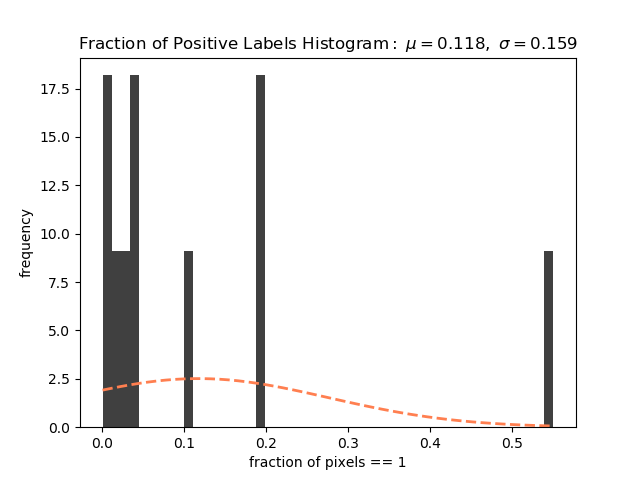 Fraction of Positive Labels Histogram: μ = 0.118, σ = 0.159
17.5
15.0
12.5
10.0
7.5
5.0
2.5
0.0
frequency
0.0 0.1 0.2 0.3 0.4 0.5
fraction of pixels == 1